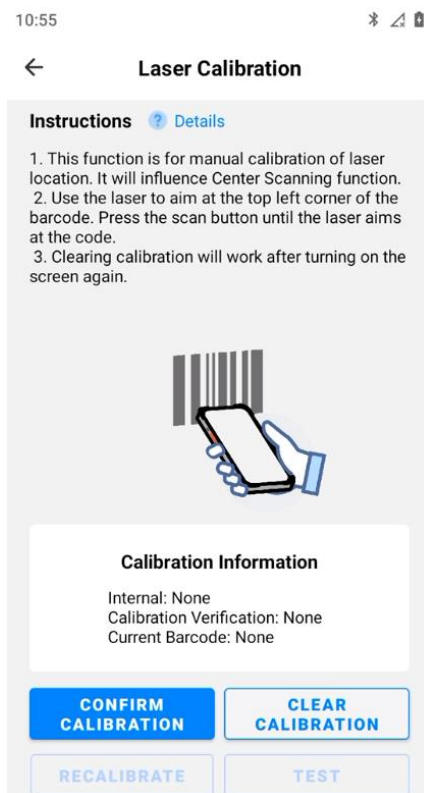 10:55
Laser Calibration
Instructions ? Details
1. This function is for manual calibration of laser
location. It will influence Center Scanning function.
2. Use the laser to aim at the top left corner of the
barcode. Press the scan button until the laser aims
at the code.
3. Clearing calibration will work after turning on the
screen again.
Calibration Information
Internal: None
Calibration Verification: None
Current Barcode: None
CONFIRM
CALIBRATION
CLEAR
CALIBRATION
RECALIBRATE
TEST